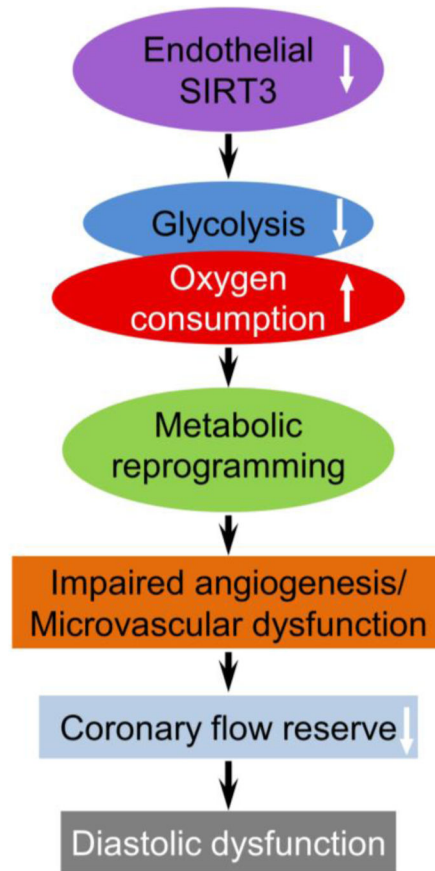 Endothelial
SIRT3
Glycolysis
Oxygen
consumption
Metabolic
reprogramming
Impaired angiogenesis/
Microvascular dysfunction
Coronary flow reserve
Diastolic dysfunction